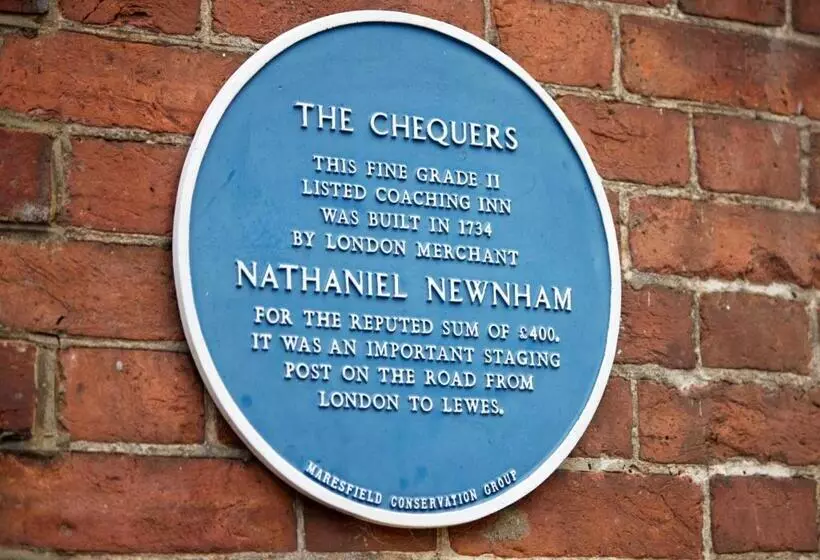 THE CHEQUERS
THIS FINE GRADE II
LISTED COACHING INN
WAS BUILT IN 1734
BY LONDON MERCHANT
NATHANIEL NEWNHAM
FOR THE REPUTED SUM OF £400.
IT WAS AN IMPORTANT STAGING
POST ON THE ROAD FROM
LONDON TO LEWES.
MARESFIELD CONSERVATION GROUP